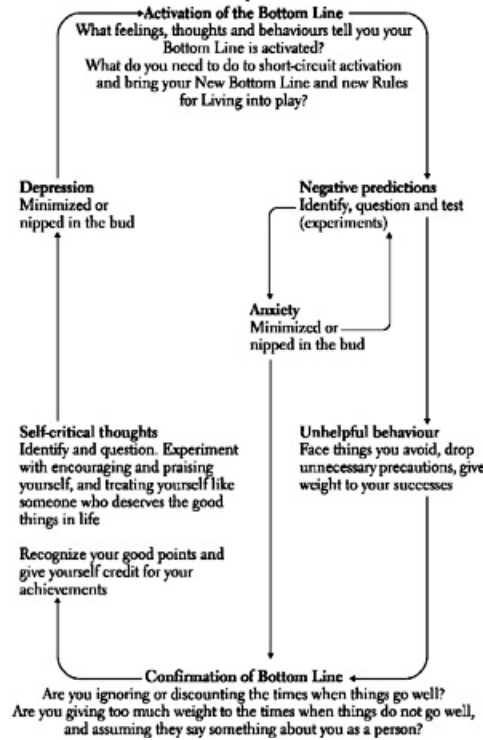 Activation of the Bottom Line
What feelings, thoughts and behaviours tell you your
Bottom Line is activated?
What do you need to do to short-circuit activation
and bring your New Bottom Line and new Rules
for Living into play?
Depression
Minimized or
nipped in the bud
Negative predictions
Identify, question and test
(experiments)
Anxiety
Minimized or
nipped in the bud
Self-critical thoughts
Identify and question. Experiment
with encouraging and praising
yourself, and treating yourself like
someone who deserves the good
things in life
Recognize your good points and
give yourself credit for your
achievements
Unhelpful behaviour
Face things you avoid, drop
unnecessary precautions, give
weight to your successes
Confirmation of Bottom Line
Are you ignoring or discounting the times when things go well?
Are you giving too much weight to the times when things do not go well,
and assuming they say something about you as a person?